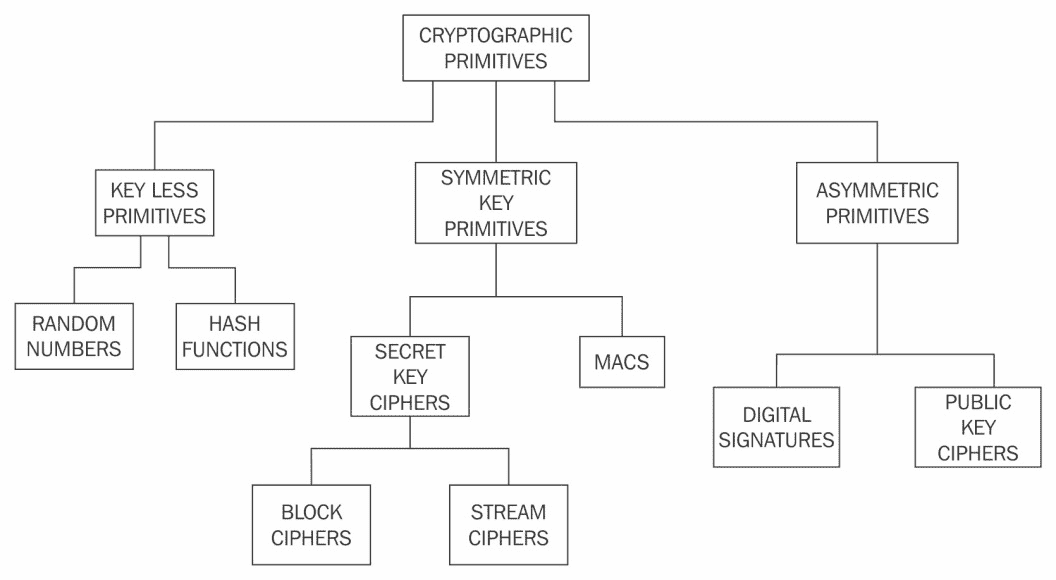 CRYPTOGRAPHIC
PRIMITIVES
KEY LESS
PRIMITIVES
SYMMETRIC
KEY
PRIMITIVES
ASYMMETRIC
PRIMITIVES
RANDOM
NUMBERS
HASH
FUNCTIONS
SECRET
KEY
CIPHERS
MACS
DIGITAL
SIGNATURES
PUBLIC
KEY
CIPHERS
BLOCK
CIPHERS
STREAM
CIPHERS